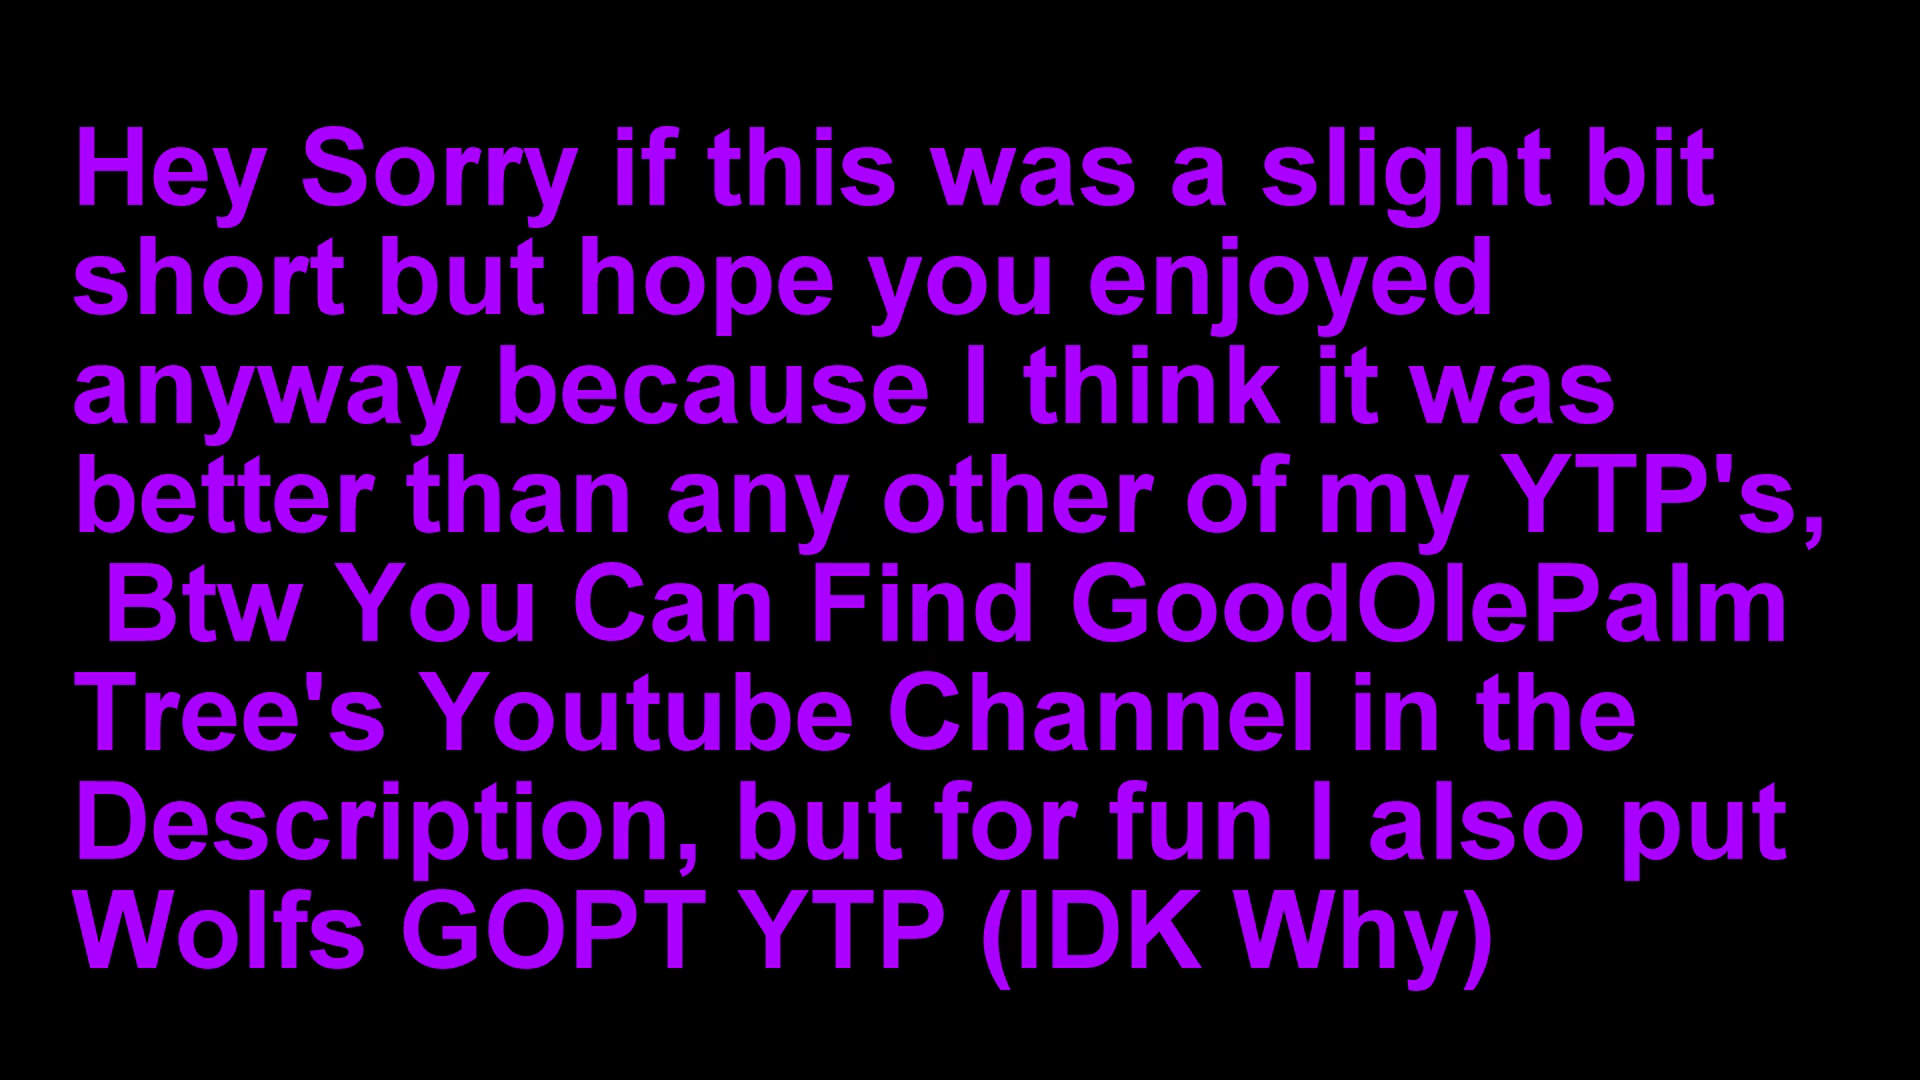 Hey Sorry if this was a slight bit
short but hope you enjoyed
anyway because I think it was
better than any other of my YTP's,
Btw You Can Find GoodOlePalm
Tree's Youtube Channel in the
Description, but for fun I also put
Wolfs GOPT YTP (IDK Why)